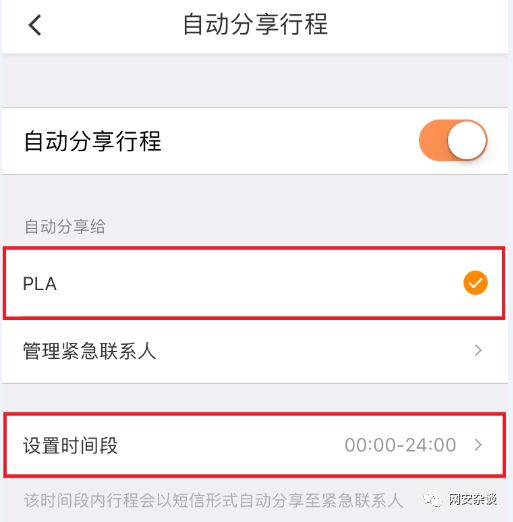 自动分享行程
自动分享行程
自动分享给
PLA
管理紧急联系人
设置时间段 00:00-24:00
该时间段内行程会以短信形式自动分享至紧急联系人
网安杂谈